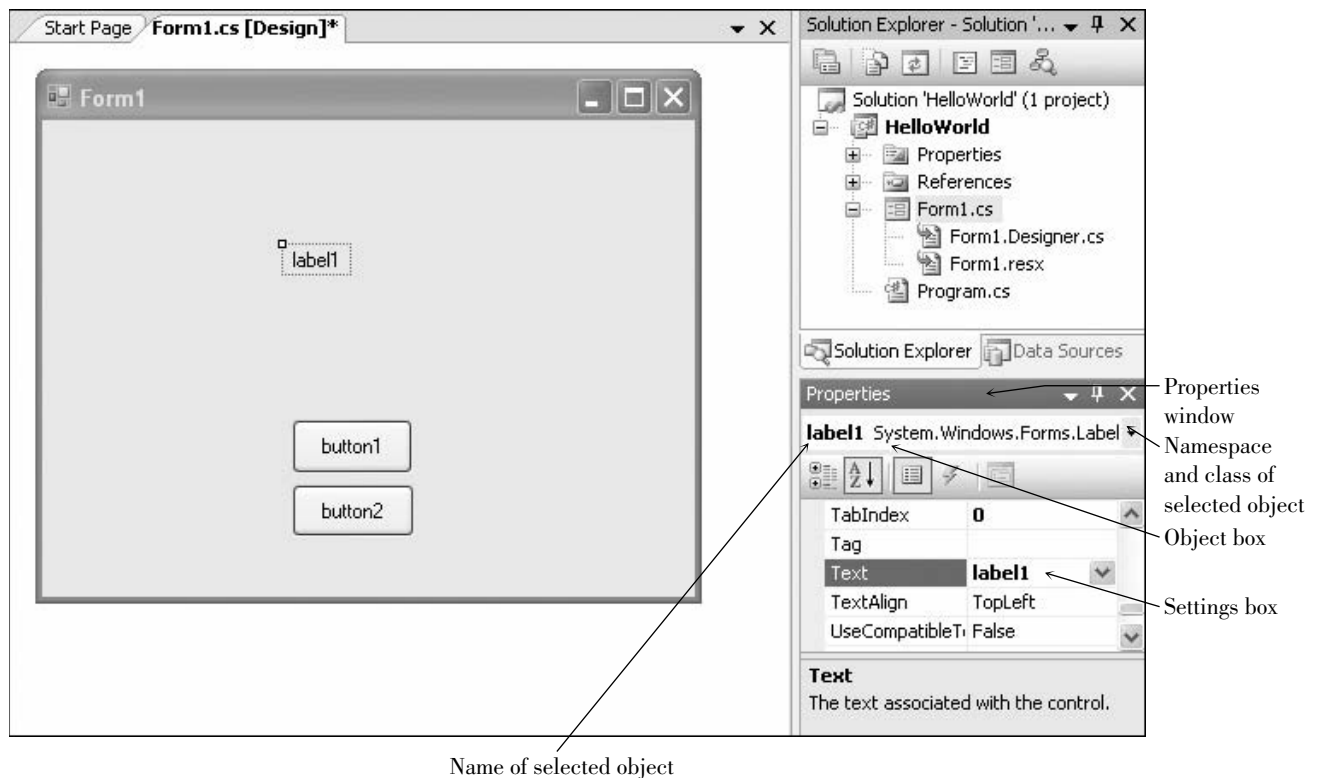 Start Page Form1.cs [Design]*
Form1
label1
button1
button2
Solution Explorer - Solution '...
Solution 'HelloWorld' (1 project)
HelloWorld
Properties
References
Form1.cs
Form1.Designer.cs
Form1.resx
Program.cs
Solution Explorer Data Sources
Properties
label1 System.Windows.Forms.Label
TabIndex 0
Tag
Text label1
TextAlign TopLeft
UseCompatibleT False
Text
The text associated with the control.
Properties
window
Namespace
and class of
selected object
Object box
Settings box
Name of selected object